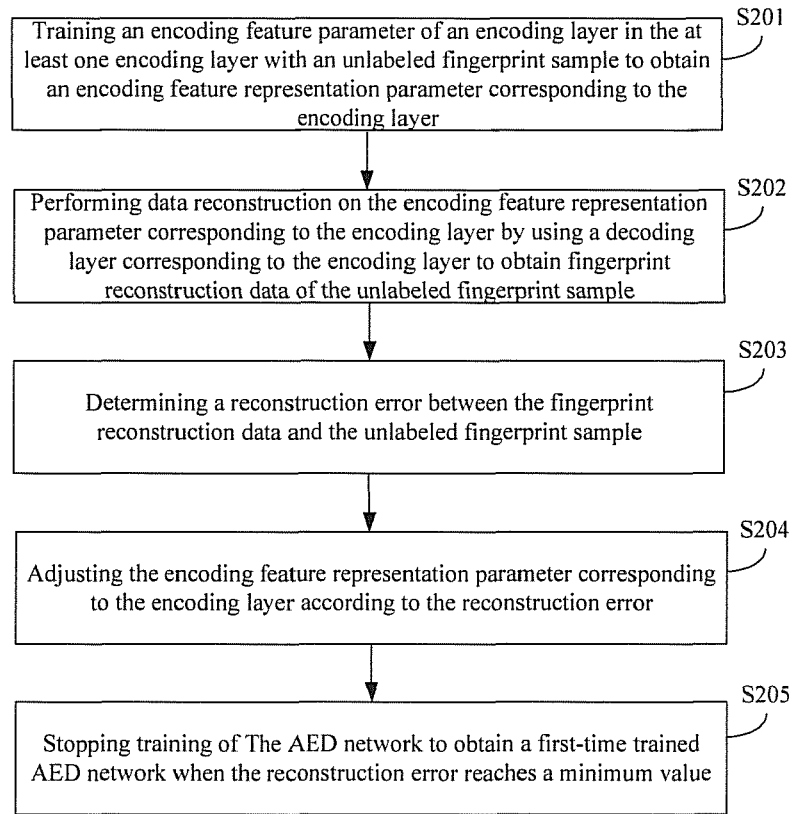 S201
Training an encoding feature parameter of an encoding layer in the at
least one encoding layer with an unlabeled fingerprint sample to obtain
an encoding feature representation parameter corresponding to the
encoding layer
S202
Performing data reconstruction on the encoding feature representation
parameter corresponding to the encoding layer by using a decoding
layer corresponding to the encoding layer to obtain fingerprint
reconstruction data of the unlabeled fingerprint sample
S203
Determining a reconstruction error between the fingerprint
reconstruction data and the unlabeled fingerprint sample
S204
Adjusting the encoding feature representation parameter corresponding
to the encoding layer according to the reconstruction error
S205
Stopping training of The AED network to obtain a first-time trained
AED network when the reconstruction error reaches a minimum value